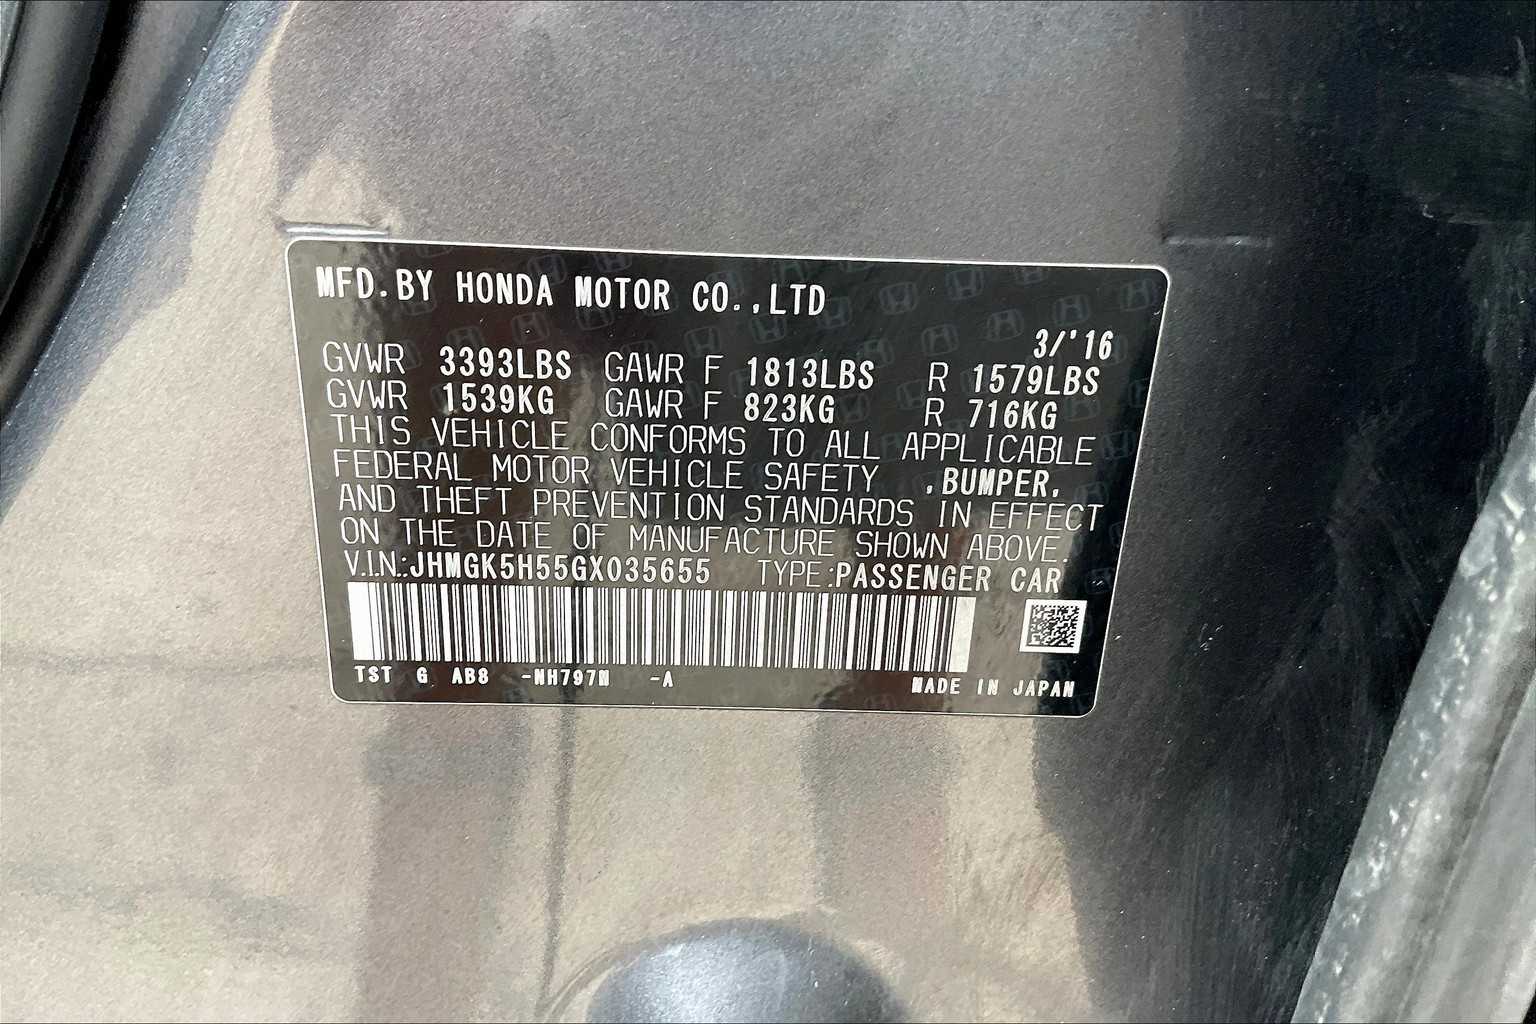 MFD.BY HONDA MOTOR CO.,LTD
3/'16
GVWR 3393LBS GAWR F 1813LBS R 1579LBS
GVWR 1539KG GAWR F 823KG R 716KG
THIS VEHICLE CONFORMS TO ALL APPLICABLE
FEDERAL MOTOR VEHICLE SAFETY ,BUMPER,
AND THEFT PREVENTION STANDARDS IN EFFECT
ON THE DATE OF MANUFACTURE SHOWN ABOVE.
V.I.N.:JHMGK5H55GX035655 TYPE:PASSENGER CAR
TST G AB8 -NH797M -A
MADE IN JAPAN